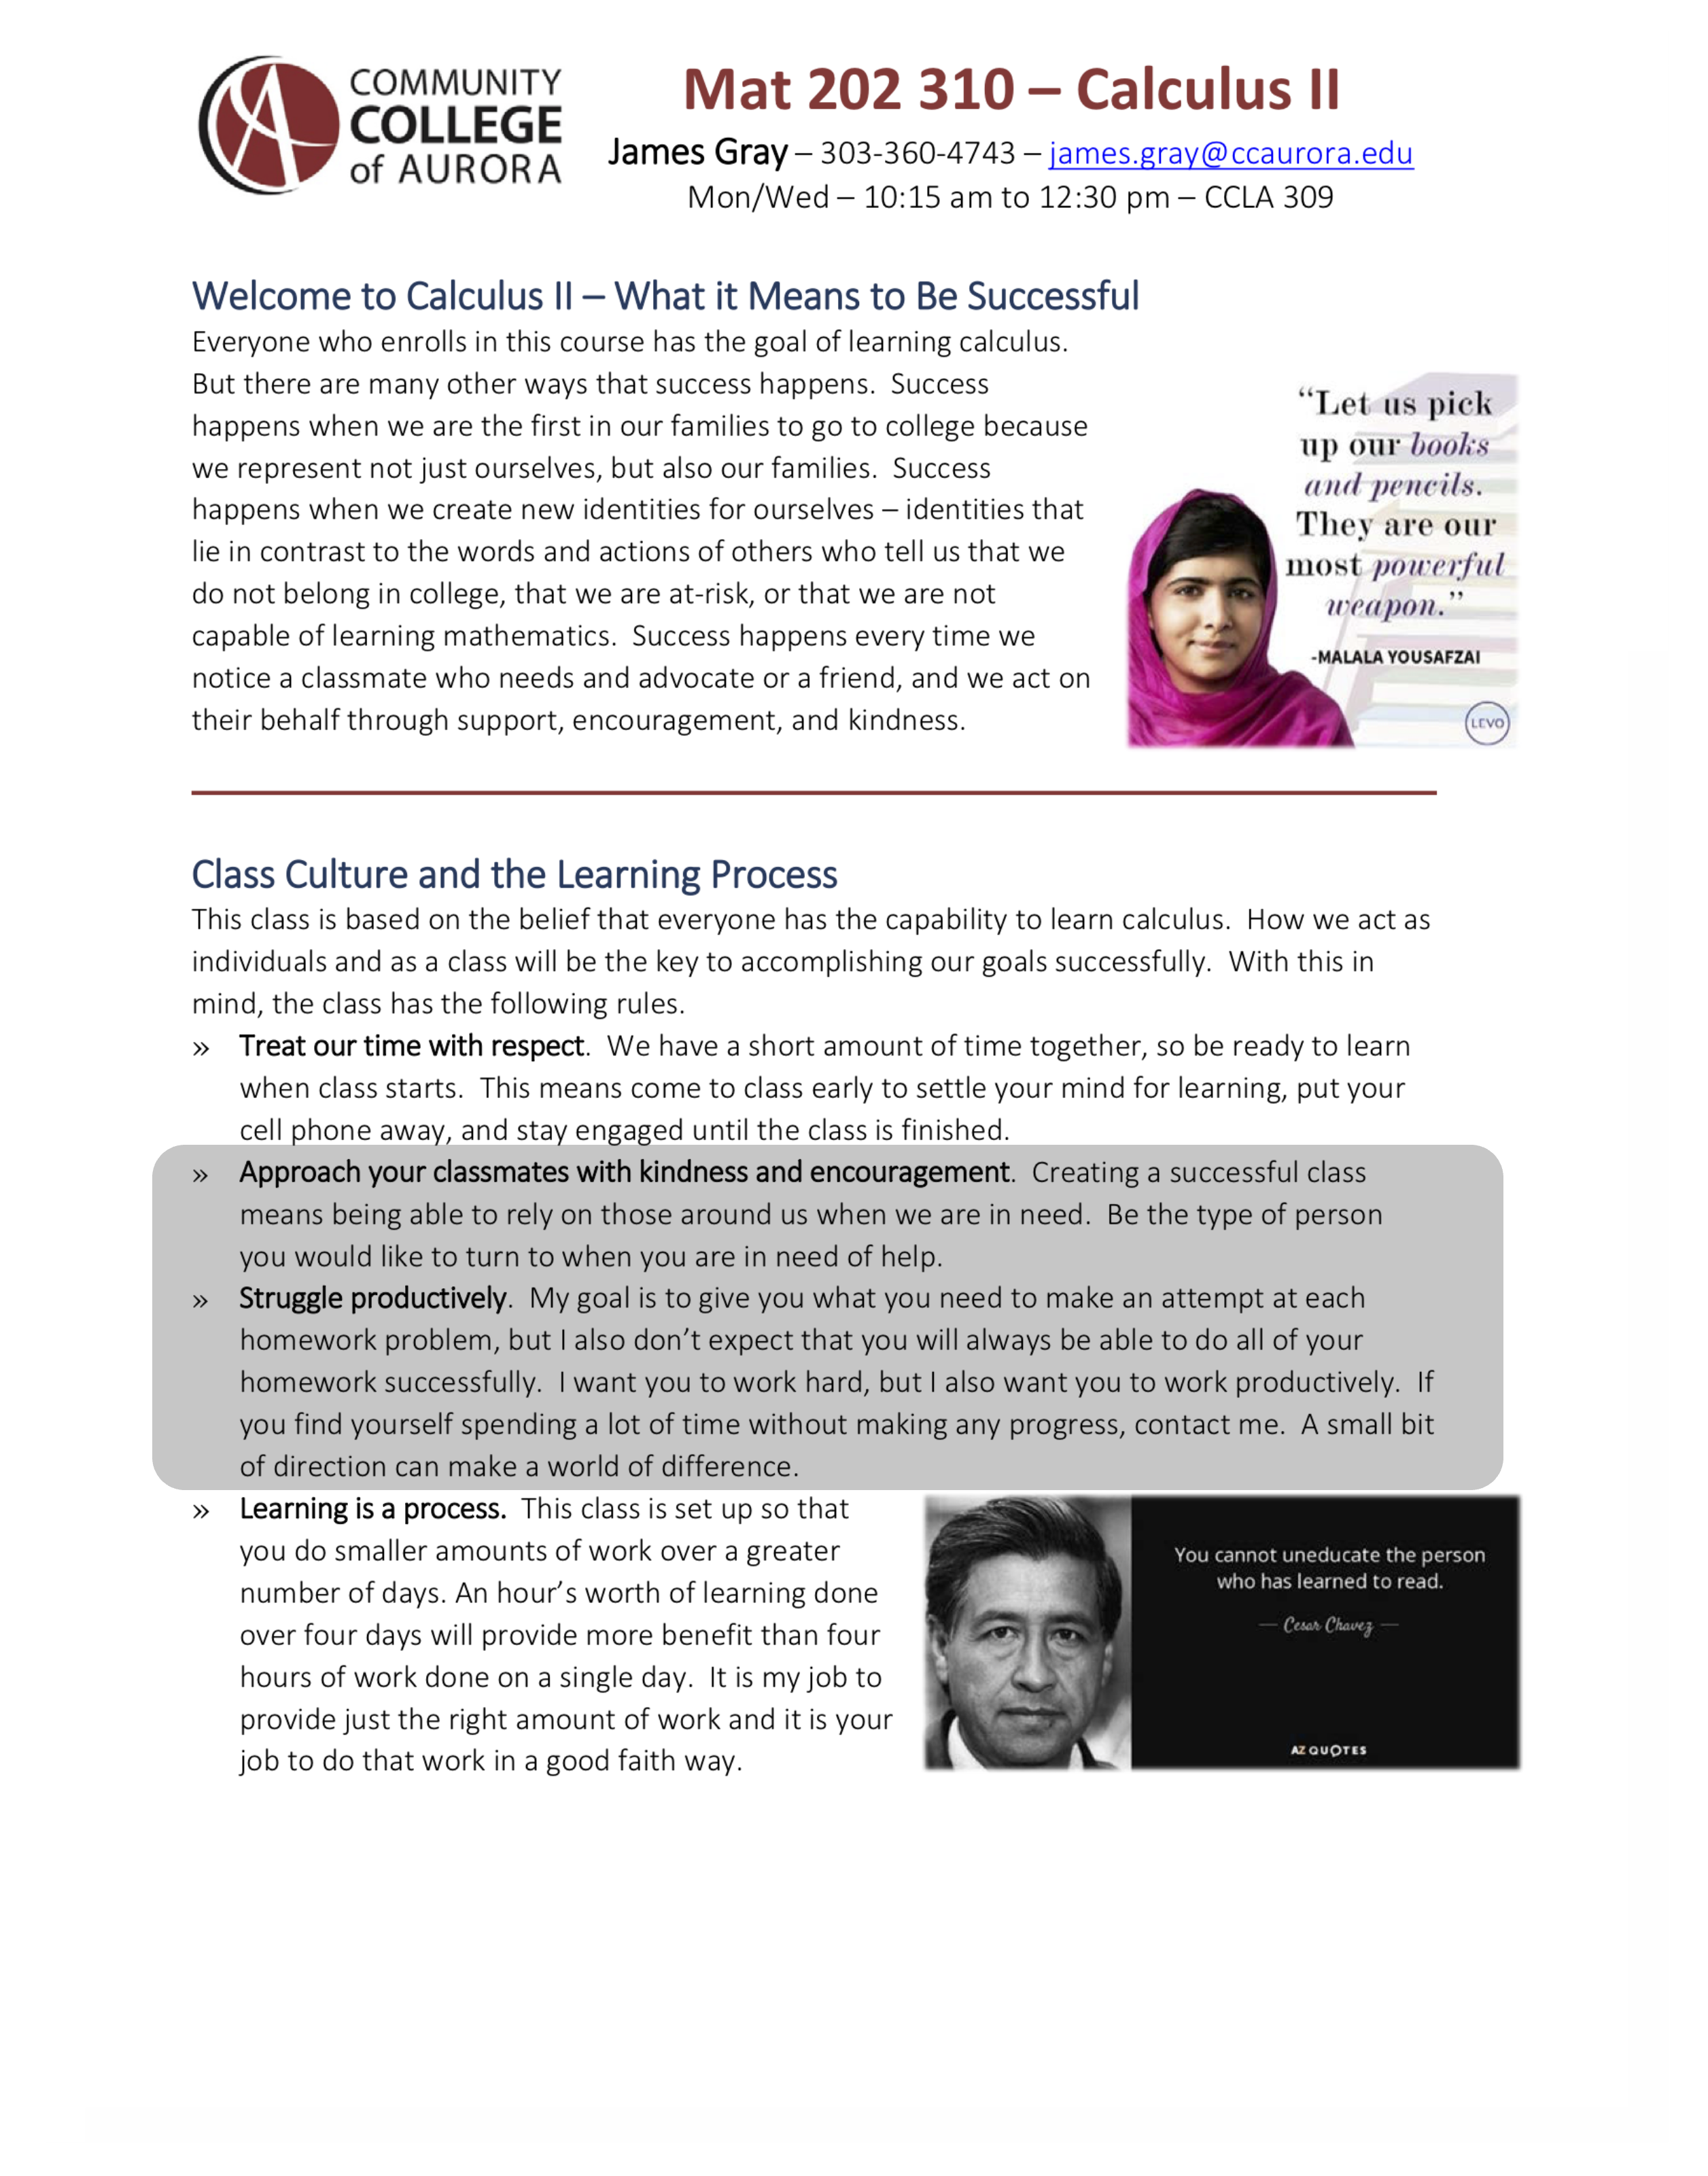 COMMUNITY
COLLEGE
of AURORA
Mat 202 310 – Calculus II
James Gray – 303-360-4743 – james.gray@ccaurora.edu
Mon/Wed – 10:15 am to 12:30 pm – CCLA 309
Welcome to Calculus II – What it Means to Be Successful
Everyone who enrolls in this course has the goal of learning calculus.
But there are many other ways that success happens.  Success
happens when we are the first in our families to go to college because
we represent not just ourselves, but also our families.  Success
happens when we create new identities for ourselves – identities that
lie in contrast to the words and actions of others who tell us that we
do not belong in college, that we are at-risk, or that we are not
capable of learning mathematics.  Success happens every time we
notice a classmate who needs and advocate or a friend, and we act on
their behalf through support, encouragement, and kindness.
“Let us pick
up our books
and pencils.
They are our
most powerful
weapon.”
-MALALA YOUSAFZAI
LEVO
Class Culture and the Learning Process
This class is based on the belief that everyone has the capability to learn calculus.  How we act as
individuals and as a class will be the key to accomplishing our goals successfully.  With this in
mind, the class has the following rules.
» Treat our time with respect.  We have a short amount of time together, so be ready to learn
when class starts.  This means come to class early to settle your mind for learning, put your
cell phone away, and stay engaged until the class is finished.
» Approach your classmates with kindness and encouragement.  Creating a successful class
means being able to rely on those around us when we are in need.  Be the type of person
you would like to turn to when you are in need of help.
» Struggle productively.  My goal is to give you what you need to make an attempt at each
homework problem, but I also don’t expect that you will always be able to do all of your
homework successfully.  I want you to work hard, but I also want you to work productively.  If
you find yourself spending a lot of time without making any progress, contact me.  A small bit
of direction can make a world of difference.
» Learning is a process.  This class is set up so that
you do smaller amounts of work over a greater
number of days. An hour’s worth of learning done
over four days will provide more benefit than four
hours of work done on a single day.  It is my job to
provide just the right amount of work and it is your
job to do that work in a good faith way.
You cannot uneducate the person
who has learned to read.
— Cesar Chavez —
AZ QUOTES